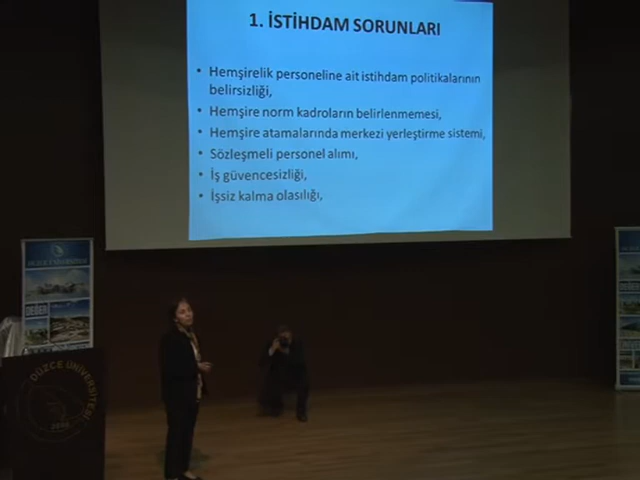 1. İSTİHDAM SORUNLARI
• Hemşirelik personeline ait istihdam politikalarının
belirsizliği,
• Hemşire norm kadroların belirlenmemesi,
• Hemşire atamalarında merkezi yerleştirme sistemi,
• Sözleşmeli personel alımı,
• İş güvencesizliği,
• İşsiz kalma olasılığı,
DÜZCE ÜNİVERSİTESİ